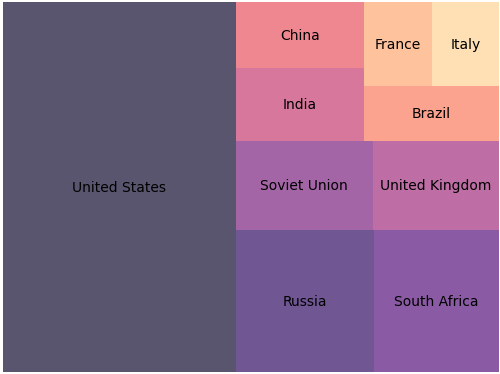 China
France
Italy
India
Brazil
United States
Soviet Union
United Kingdom
Russia
South Africa